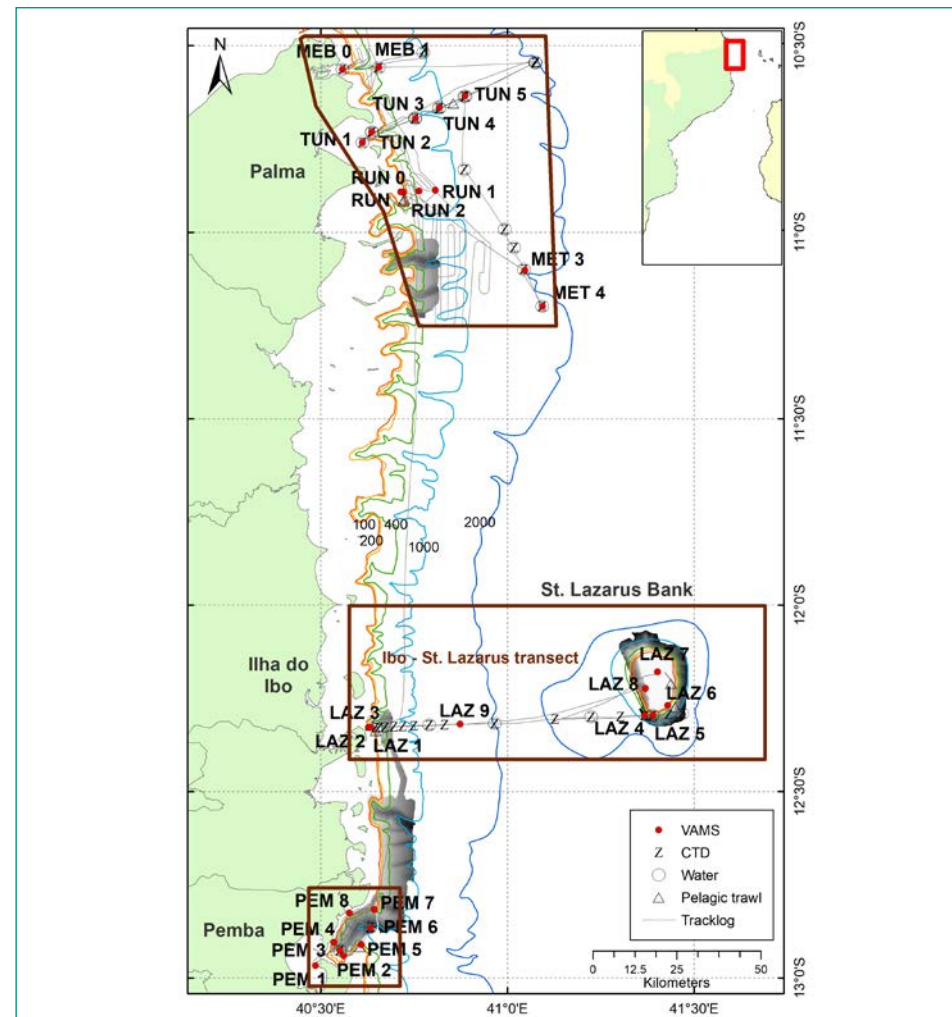 N
10°30'S
MEB 0
MEB 1
TUN 5
TUN 3
TUN 4
TUN 1
TUN 2
Palma
RUN 0
RUN 1
RUN
RUN 2
11°0'S
MET 3
MET 4
11°30'S
100 400
2000
200
1000
12°0'S
St. Lazarus Bank
Ibo - St. Lazarus transect
Ilha do
Ibo
LAZ 7
LAZ 8
LAZ 6
LAZ 3
LAZ 9
LAZ 4
LAZ 5
LAZ 2
LAZ 1
12°30'S
VAMS
Z CTD
Water
Pelagic trawl
Tracklog
PEM 8
PEM 7
PEM 4
PEM 6
Pemba
PEM 3
PEM 5
PEM 2
PEM 1
0 12.5 25 50
Kilometers
13°0'S
40°30'E
41°0'E
41°30'E